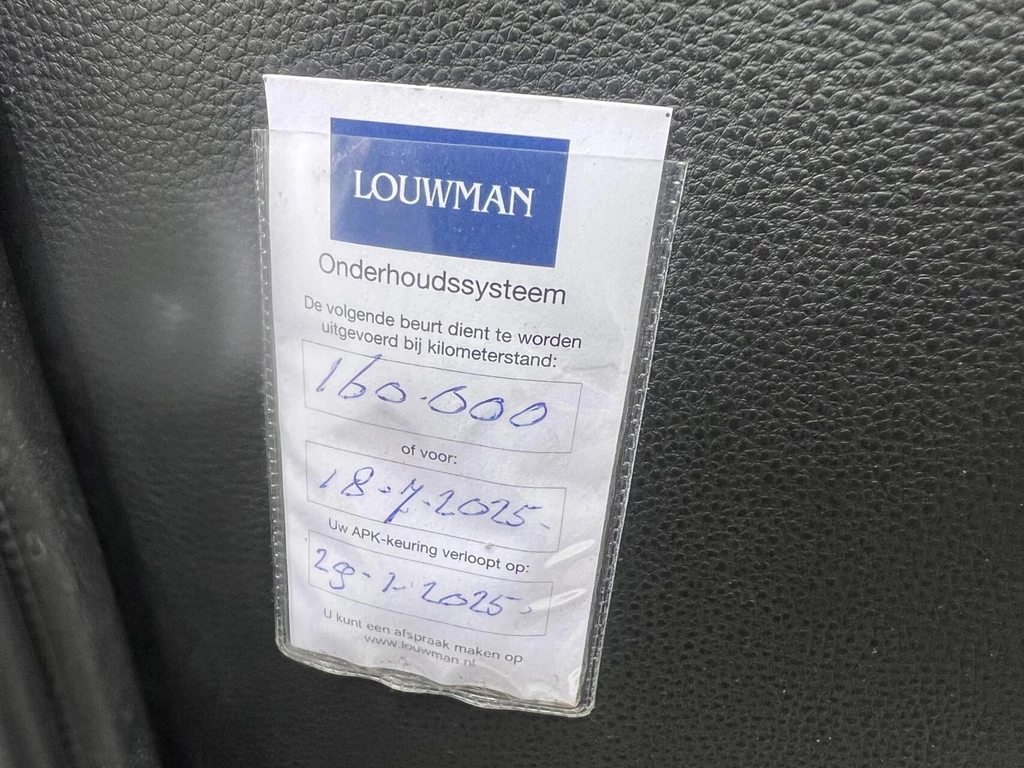 LOUWMAN
Onderhoudssysteem
De volgende beurt dient te worden
uitgevoerd bij kilometerstand:
160.000
of voor:
18-7-2025-
Uw APK-keuring verloopt op:
29-1-2025-
U kunt een afspraak maken op
www.louwman.nl